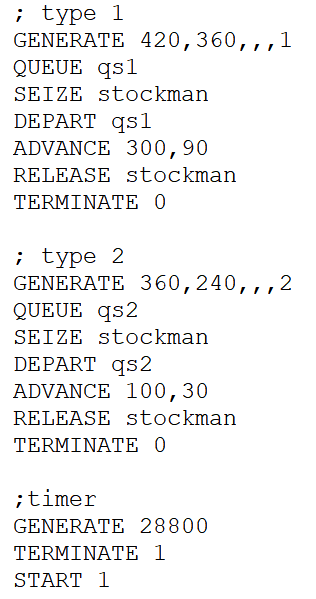 ; type 1
GENERATE 420,360,,,1
QUEUE qs1
SEIZE stockman
DEPART qs1
ADVANCE 300,90
RELEASE stockman
TERMINATE 0

; type 2
GENERATE 360,240,,,2
QUEUE qs2
SEIZE stockman
DEPART qs2
ADVANCE 100,30
RELEASE stockman
TERMINATE 0

;timer
GENERATE 28800
TERMINATE 1
START 1